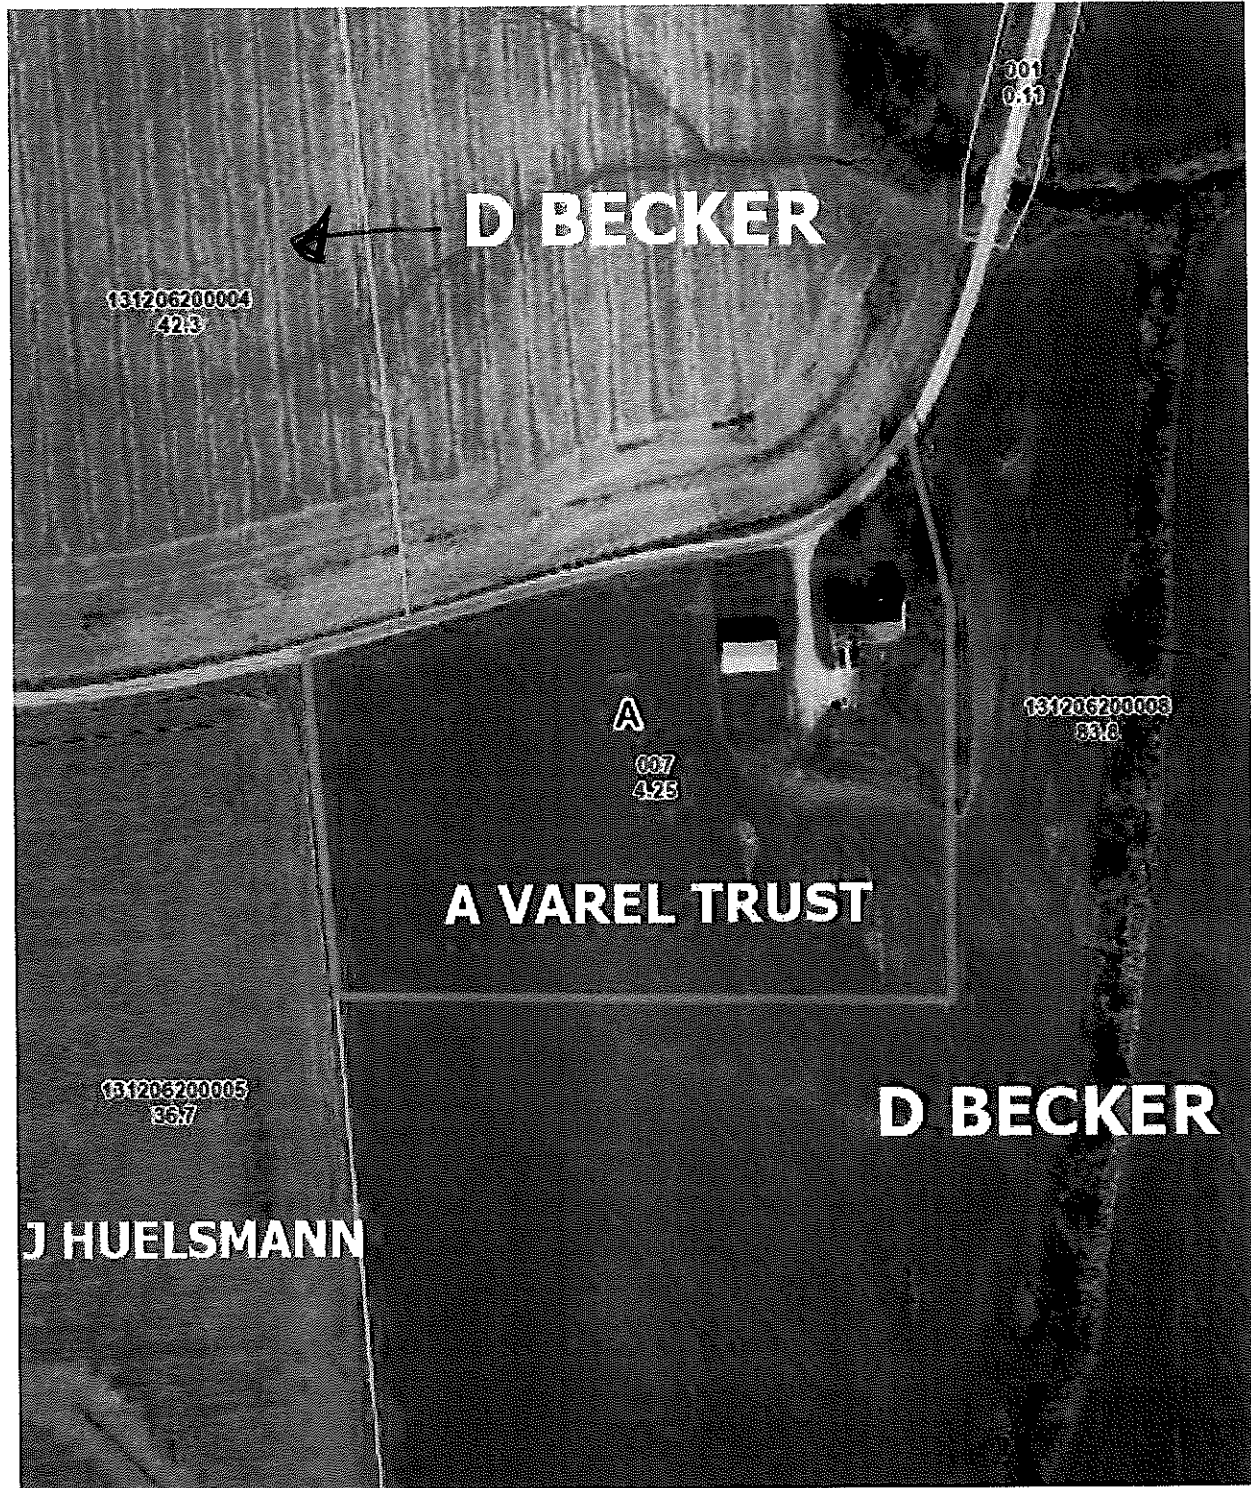 001
0.11
D BECKER
131206200004
42.3
A
007
4.25
131206200008
83.8
A VAREL TRUST
131206200005
36.7
D BECKER
J HUELSMANN